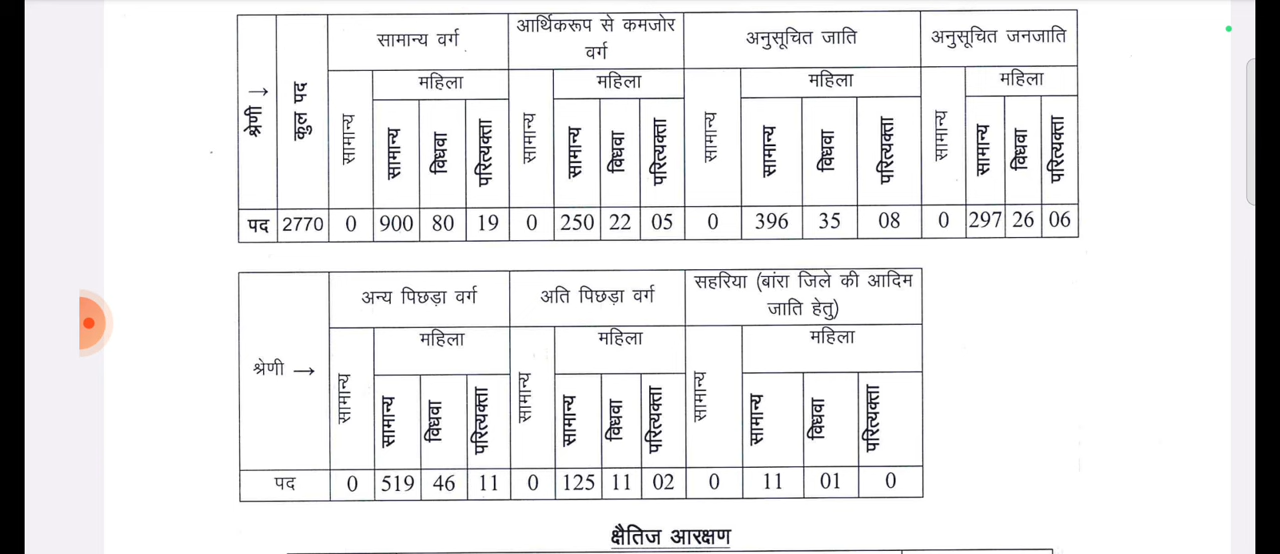 सामान्य वर्ग आर्थिकरूप से कमजोर वर्ग अनुसूचित जाति अनुसूचित जनजाति
श्रेणी ↓ कुल पद सामान्य महिला सामान्य महिला सामान्य महिला सामान्य महिला
सामान्य विधवा परित्यक्ता सामान्य विधवा परित्यक्ता सामान्य विधवा परित्यक्ता सामान्य विधवा परित्यक्ता
पद 2770 0 900 80 19 0 250 22 05 0 396 35 08 0 297 26 06
अन्य पिछड़ा वर्ग अति पिछड़ा वर्ग सहरिया (बांरा जिले की आदिम जाति हेतु)
श्रेणी → सामान्य महिला सामान्य महिला सामान्य महिला
सामान्य विधवा परित्यक्ता सामान्य विधवा परित्यक्ता सामान्य विधवा परित्यक्ता
पद 0 519 46 11 0 125 11 02 0 11 01 0
क्षैतिज आरक्षण